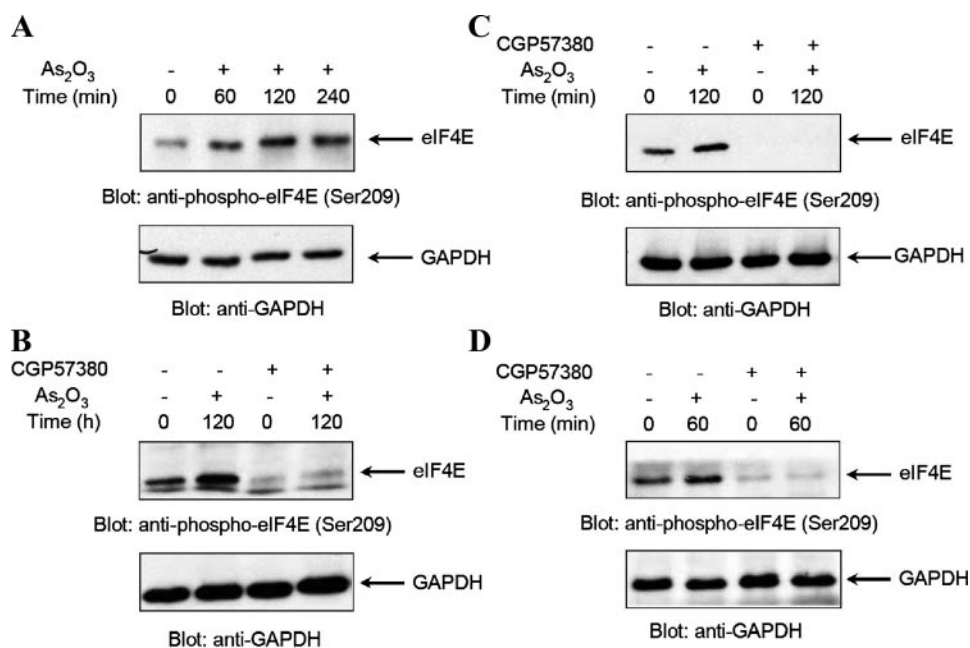 A
As₂O₃ - + + +
Time (min) 0 60 120 240
eIF4E
Blot: anti-phospho-eIF4E (Ser209)
GAPDH
Blot: anti-GAPDH
B
CGP57380 - - + +
As₂O₃ - + - +
Time (h) 0 120 0 120
eIF4E
Blot: anti-phospho-eIF4E (Ser209)
GAPDH
Blot: anti-GAPDH
C
CGP57380 - - + +
As₂O₃ - + - +
Time (min) 0 120 0 120
eIF4E
Blot: anti-phospho-eIF4E (Ser209)
GAPDH
Blot: anti-GAPDH
D
CGP57380 - - + +
As₂O₃ - + - +
Time (min) 0 60 0 60
eIF4E
Blot: anti-phospho-eIF4E (Ser209)
GAPDH
Blot: anti-GAPDH